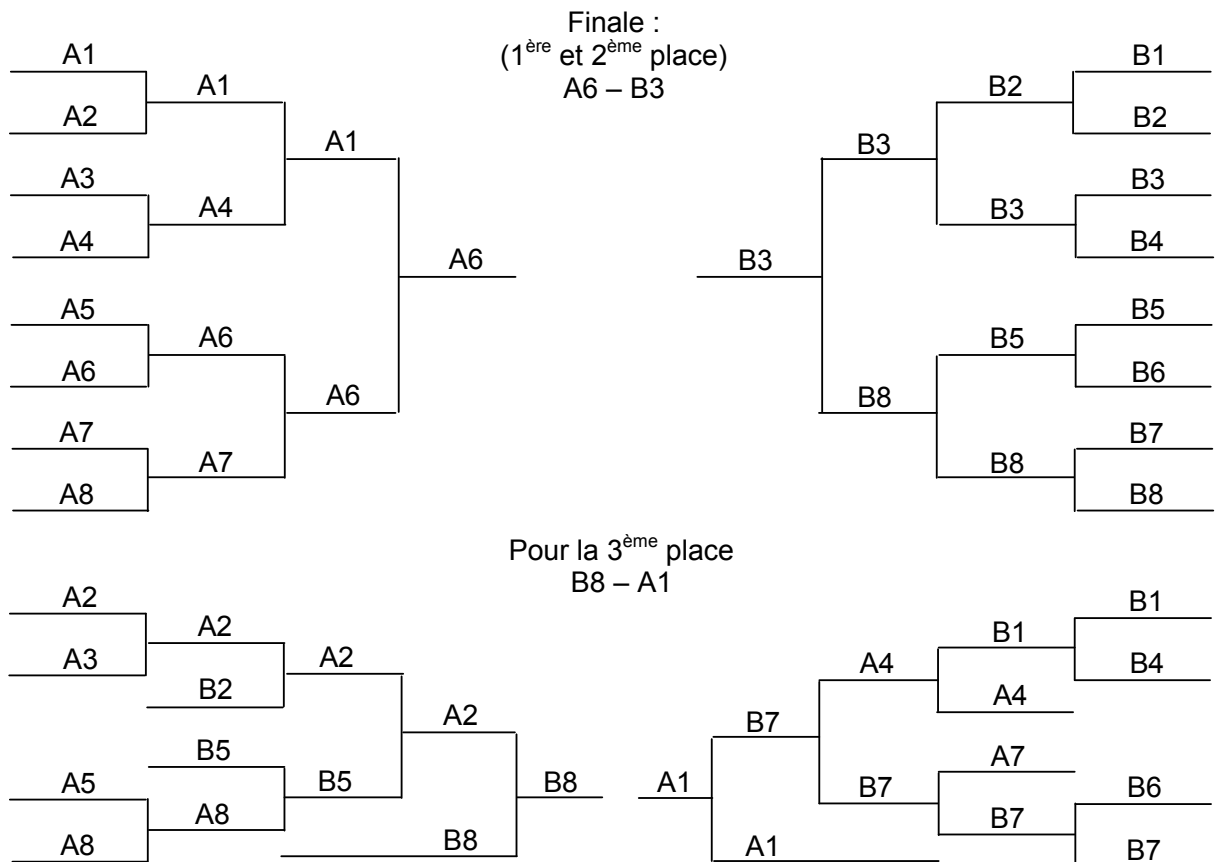 Finale :
(1ère et 2ème place)
A6 – B3
A1
A2
A3
A4
A5
A6
A7
A8
A1
A4
A6
A7
A1
A6
A6
B3
B3
B8
B2
B3
B5
B8
B1
B2
B3
B4
B5
B6
B7
B8
Pour la 3ème place
B8 – A1
A2
A3
A5
A8
A2
B2
B5
A8
A2
B5
A2
B8
B8
A1
B7
A1
A4
B7
B1
A4
A7
B7
B1
B4
B6
B7